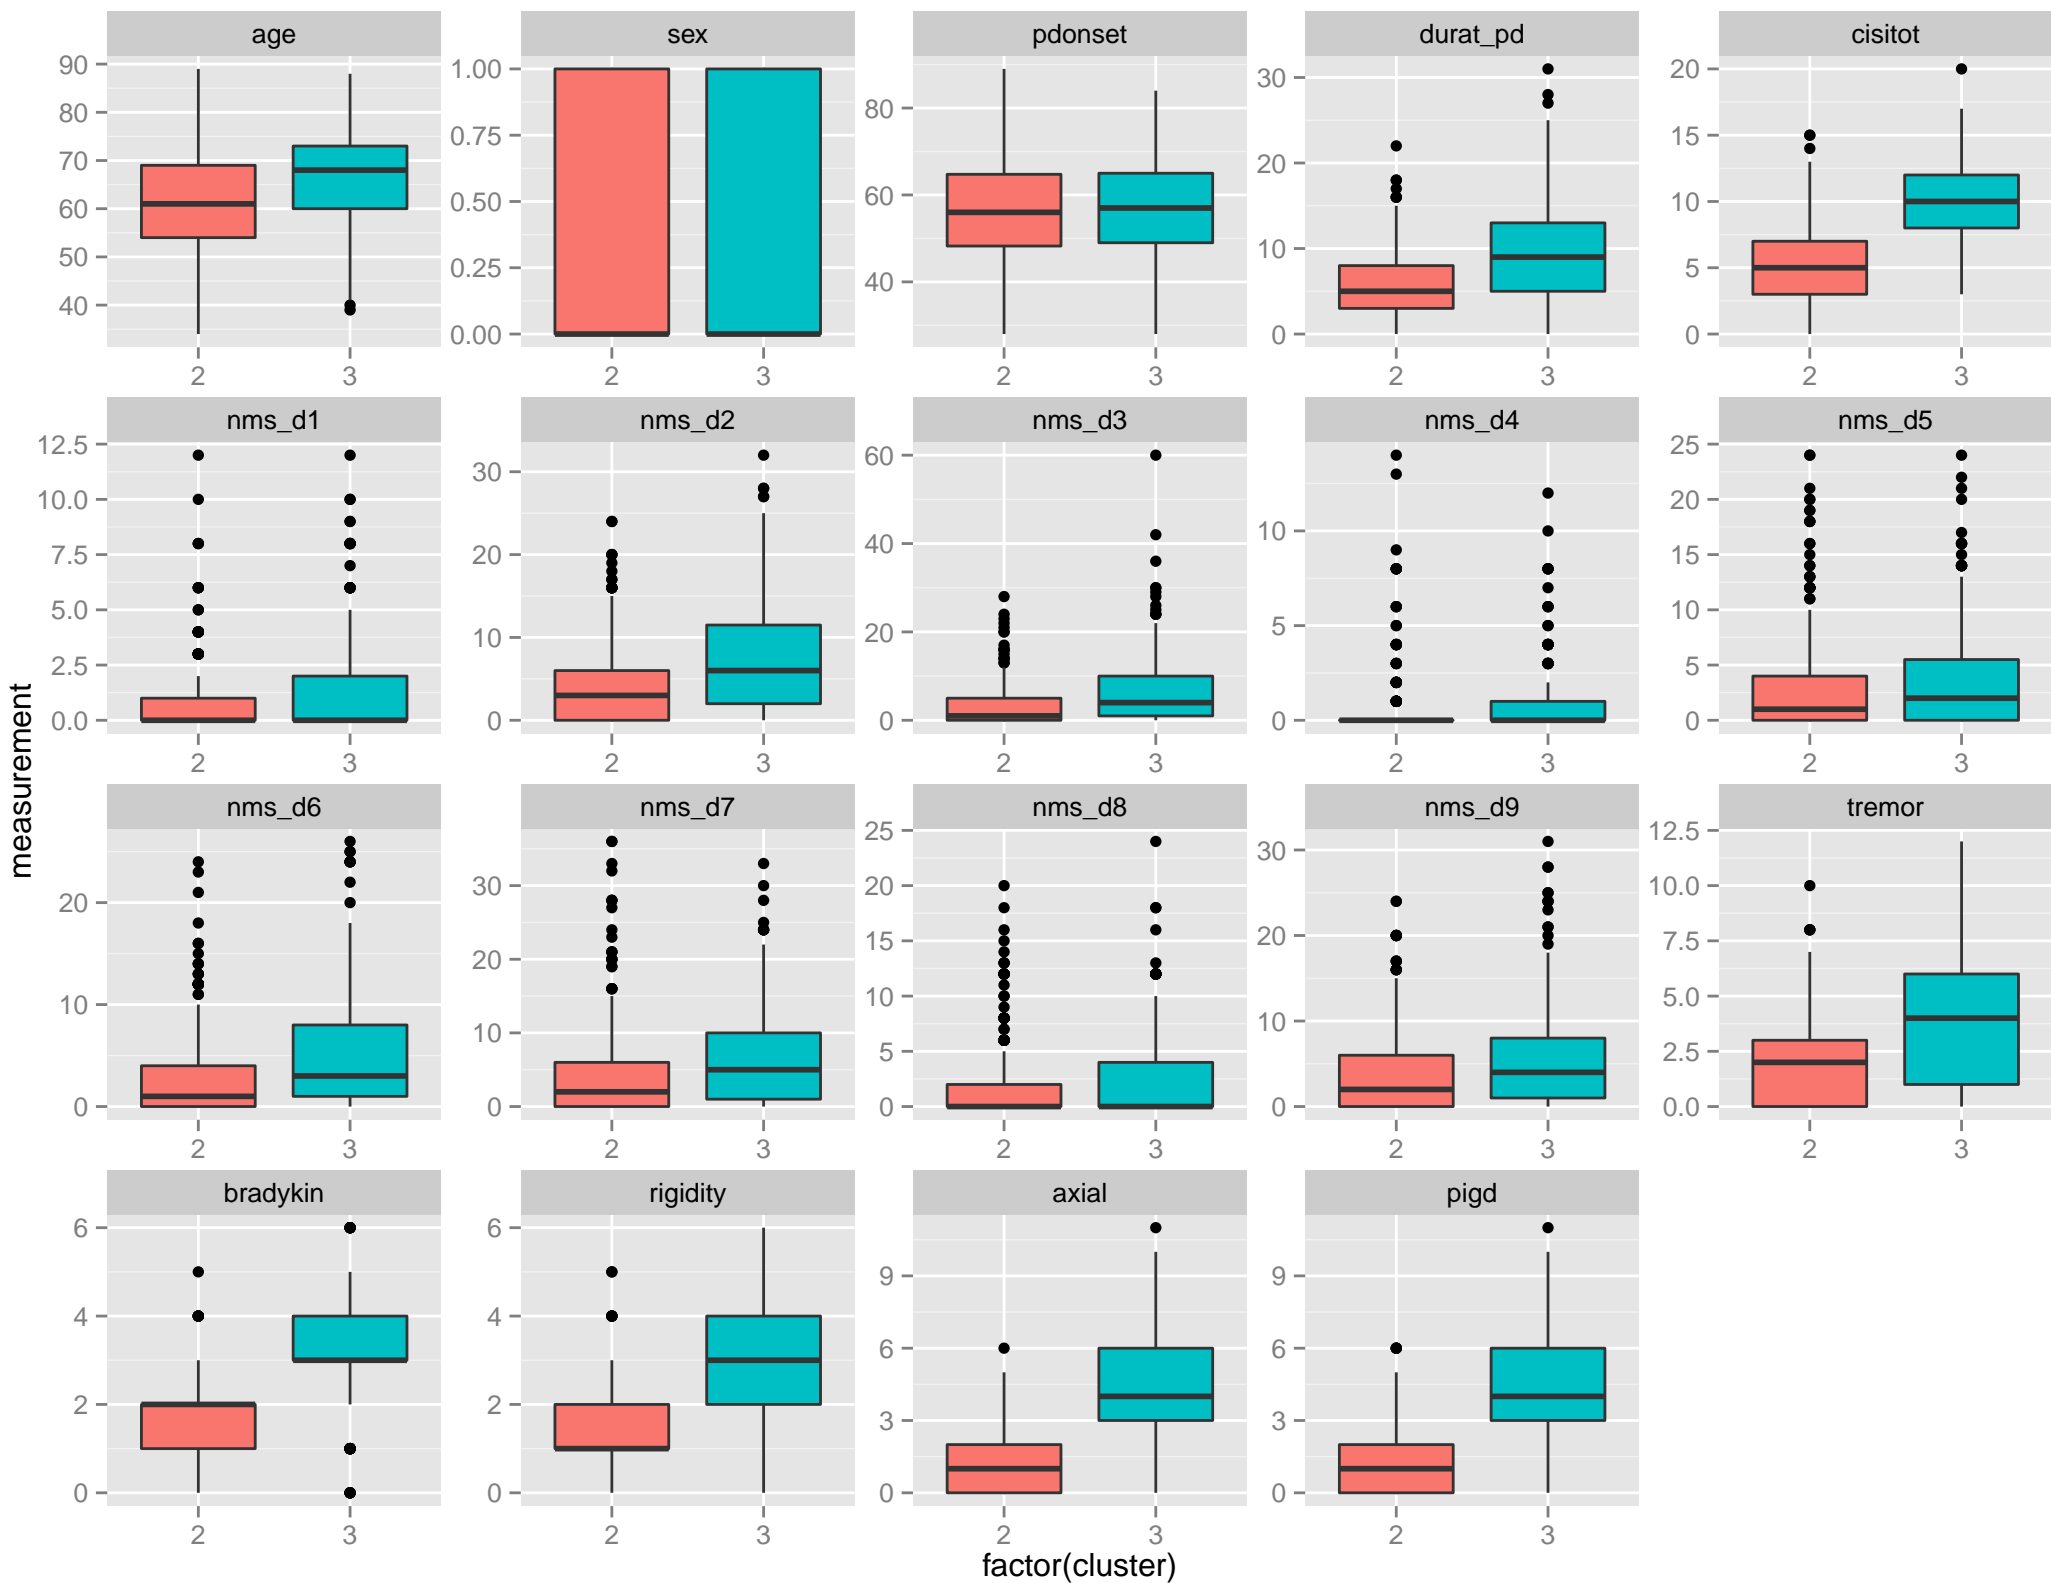 age sex pdonset durat_pd cisitot
90 80 70 60 50 40
1.00 0.75 0.50 0.25 0.00
80 60 40
30 20 10 0
20 15 10 5 0
2 3 2 3 2 3 2 3 2 3
nms_d1 nms_d2 nms_d3 nms_d4 nms_d5
12.5 10.0 7.5 5.0 2.5 0.0
30 20 10 0
60 40 20 0
10 5 0
25 20 15 10 5 0
2 3 2 3 2 3 2 3 2 3
measurement
nms_d6 nms_d7 nms_d8 nms_d9 tremor
20 10 0
30 20 10 0
25 20 15 10 5 0
30 20 10 0
12.5 10.0 7.5 5.0 2.5 0.0
2 3 2 3 2 3 2 3 2 3
bradykin rigidity axial pigd
6 4 2 0
6 4 2 0
9 6 3 0
9 6 3 0
2 3 2 3 2 3 2 3
factor(cluster)